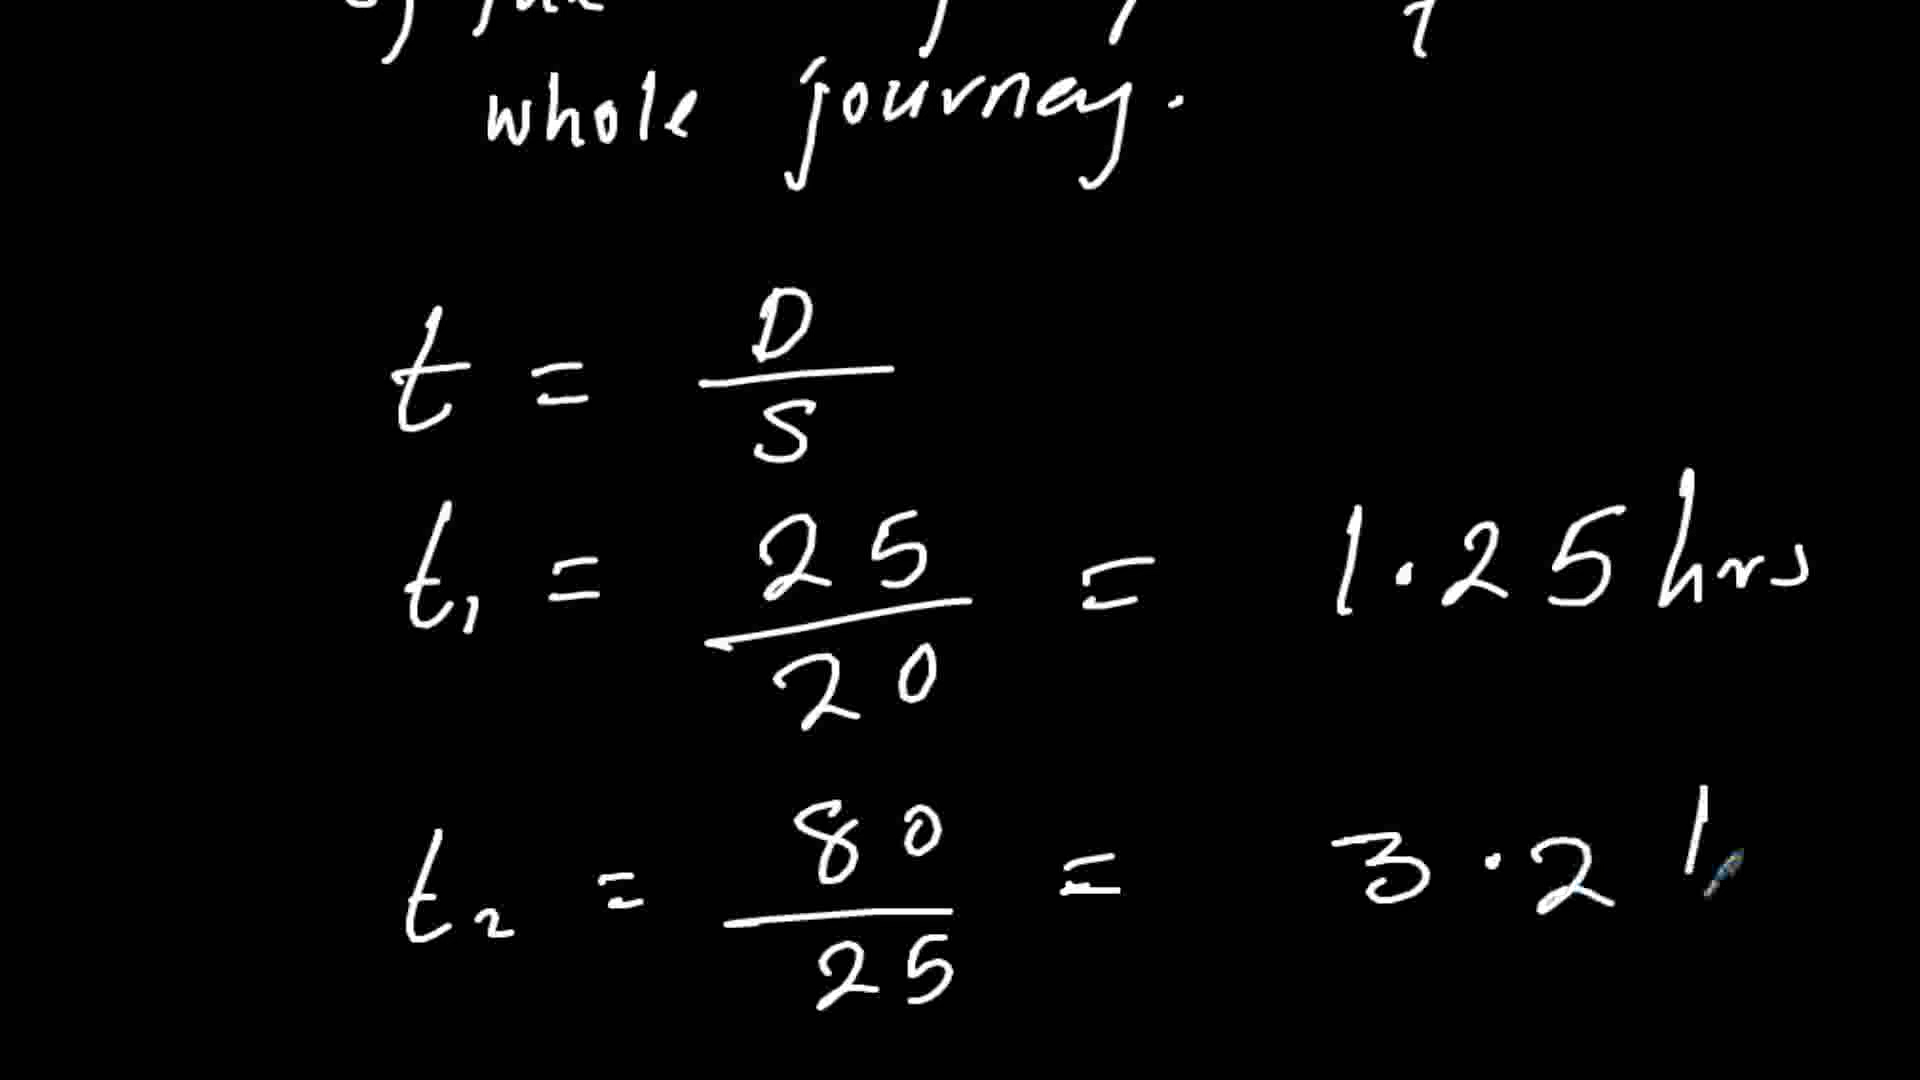 whole journey.
t = D/S
t₁ = 25/20 = 1.25 hrs
t₂ = 80/25 = 3.2